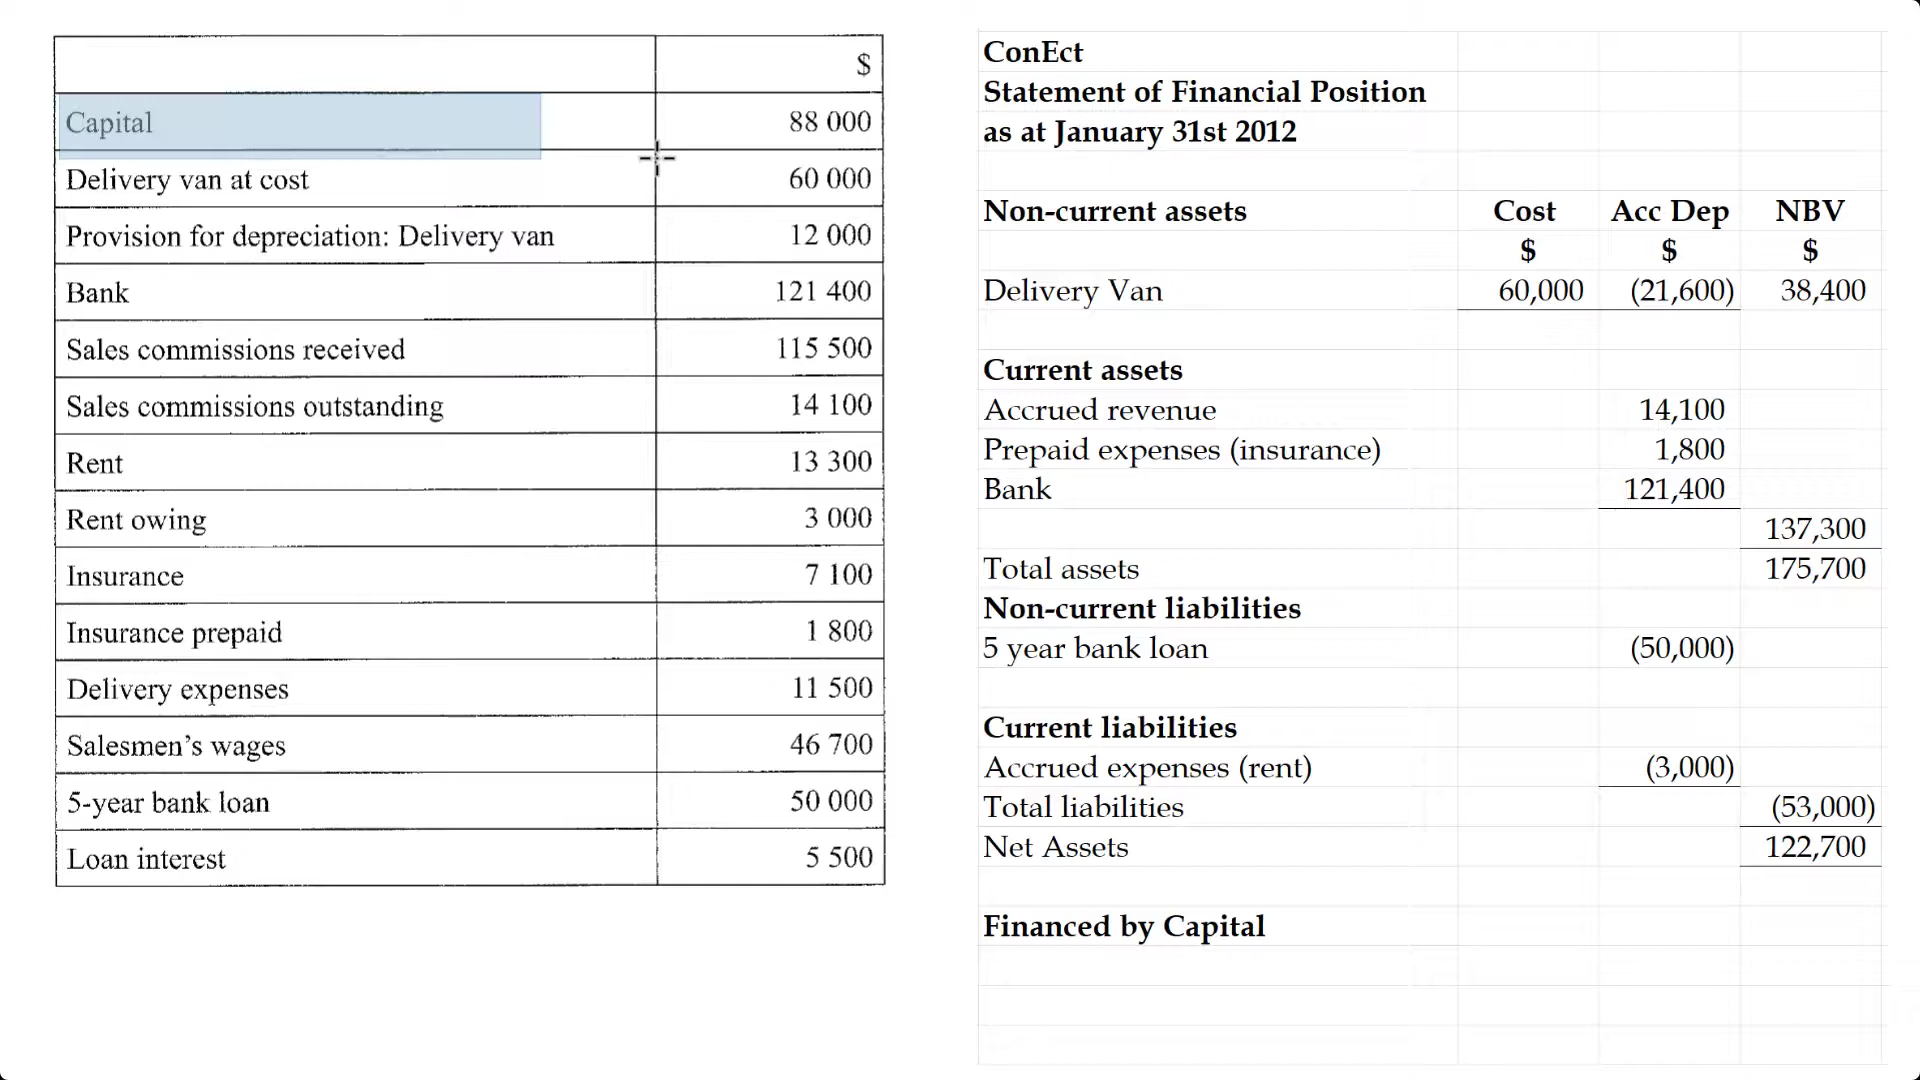 $
Capital 88 000
Delivery van at cost 60 000
Provision for depreciation: Delivery van 12 000
Bank 121 400
Sales commissions received 115 500
Sales commissions outstanding 14 100
Rent 13 300
Rent owing 3 000
Insurance 7 100
Insurance prepaid 1 800
Delivery expenses 11 500
Salesmen's wages 46 700
5-year bank loan 50 000
Loan interest 5 500
ConEct
Statement of Financial Position
as at January 31st 2012
Non-current assets Cost Acc Dep NBV
$ $ $
Delivery Van 60,000 (21,600) 38,400
Current assets
Accrued revenue 14,100
Prepaid expenses (insurance) 1,800
Bank 121,400
137,300
Total assets 175,700
Non-current liabilities
5 year bank loan (50,000)
Current liabilities
Accrued expenses (rent) (3,000)
Total liabilities (53,000)
Net Assets 122,700
Financed by Capital